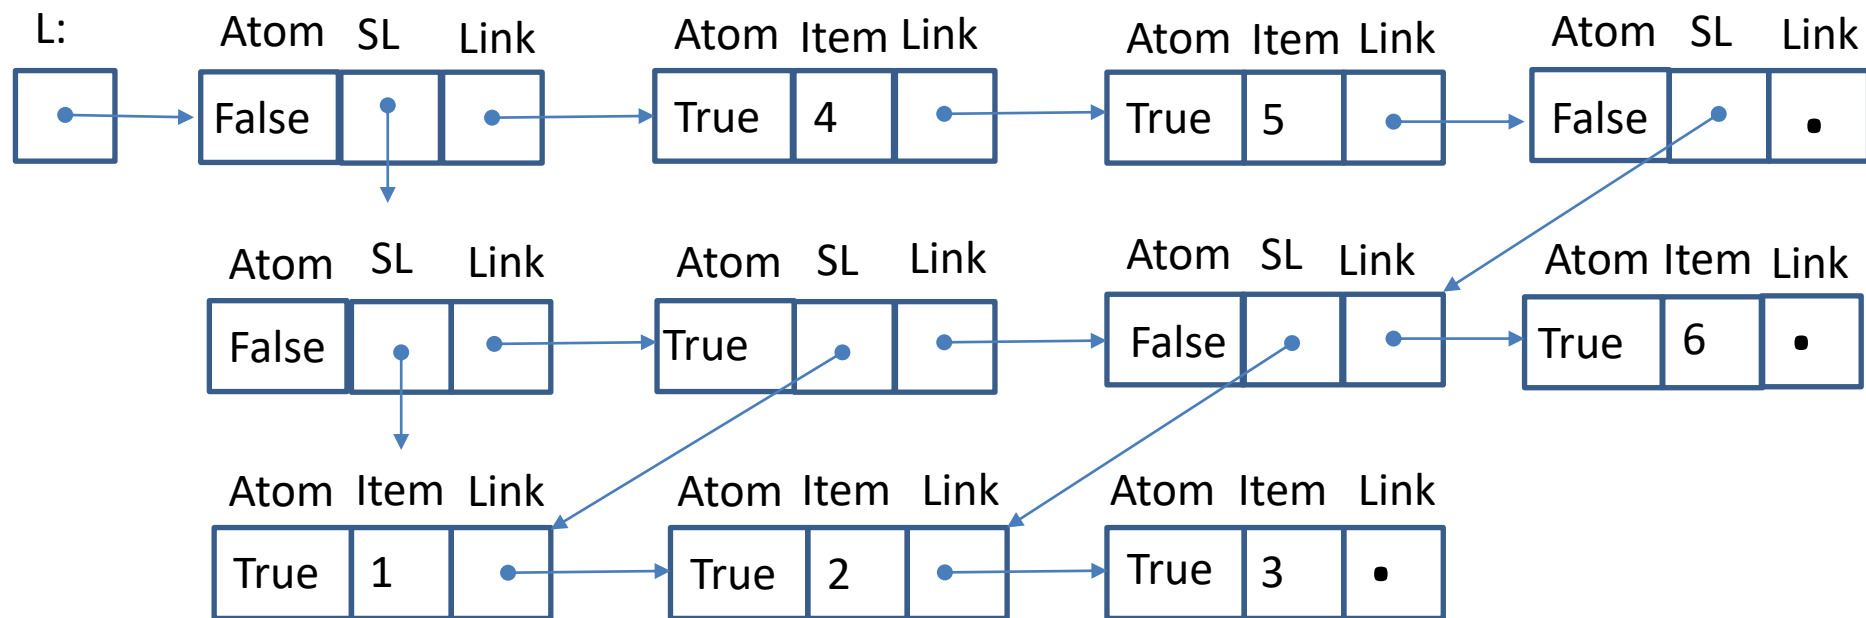 L: Atom SL Link Atom Item Link Atom Item Link Atom SL Link
False True 4 True 5 False .
Atom SL Link Atom SL Link Atom SL Link Atom Item Link
False True False True 6 .
Atom Item Link Atom Item Link Atom Item Link
True 1 True 2 True 3 .